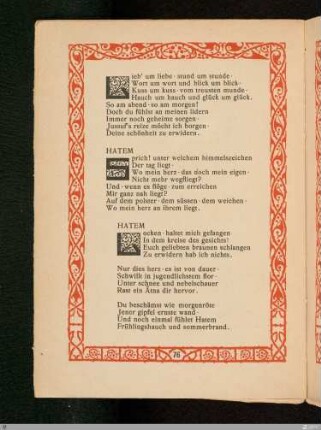 Lieb' um liebe · stund um stunde ·
Wort um wort und blick um blick ·
Kuss um kuss · vom treusten munde ·
Hauch um hauch und glück um glück.
So am abend · so am morgen!
Doch du fühlst an meinen lidern
Immer noch geheime sorgen ·
Jussuf's reize möcht ich borgen ·
Deine schönheit zu erwidern.
HATEM
Sprich! unter welchem himmelszeichen
Der tag liegt ·
Wo mein herz · das doch mein eigen ·
Nicht mehr wegfliegt?
Und · wenn es flöge · zum erreichen
Mir ganz nah liegt?
Auf dem polster · dem süssen · dem weichen ·
Wo mein herz an ihrem liegt.
HATEM
Locken · haltet mich gefangen
In dem kreise des gesichts!
Euch geliebten braunen schlangen
Zu erwidern hab ich nichts.
Nur dies herz · es ist von dauer ·
Schwillt in jugendlichstem flor ·
Unter schnee und nebelschauer
Rast ein Ätna dir hervor.
Du beschämst wie morgenröte
Jener gipfel ernste wand ·
Und noch einmal fühlet Hatem
Frühlingshauch und sommerbrand.